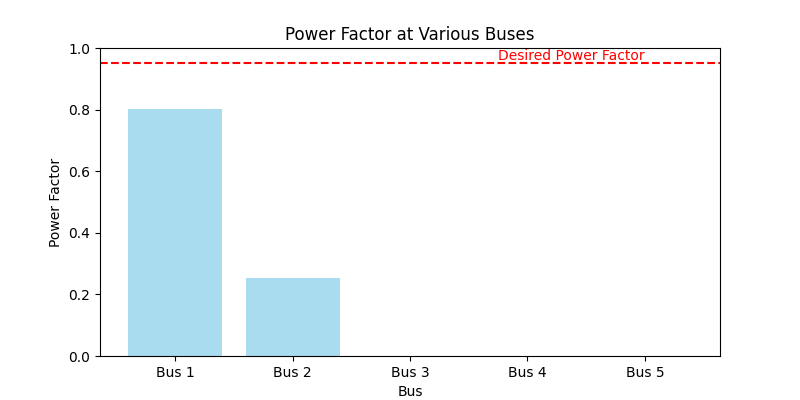 Power Factor at Various Buses
1.0
Desired Power Factor
0.8
0.6
Power Factor
0.4
0.2
0.0
Bus 1 Bus 2 Bus 3 Bus 4 Bus 5
Bus